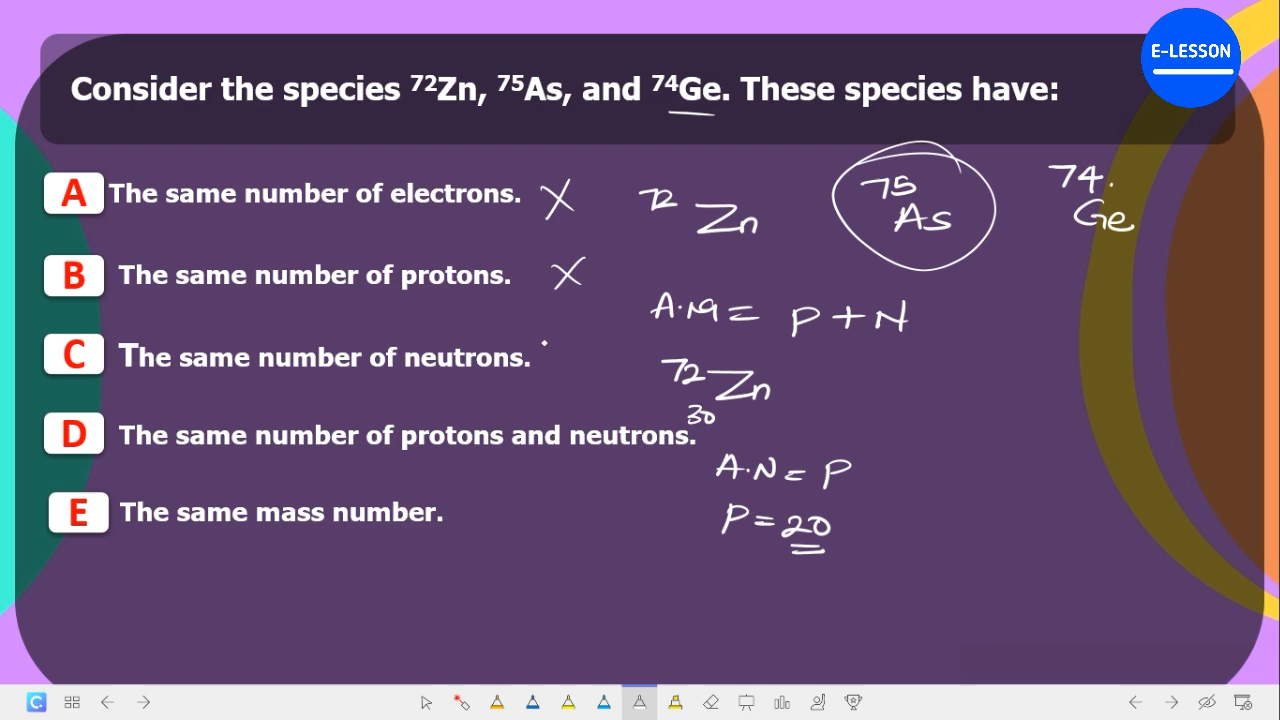 E-LESSON
Consider the species ⁷²Zn, ⁷⁵As, and ⁷⁴Ge. These species have:
A The same number of electrons. X
B The same number of protons. X
C The same number of neutrons.
D The same number of protons and neutrons.
E The same mass number.
72 Zn 75 As 74. Ge
A.M = P + N
72 Zn
30
A.N = P
P = 20
C